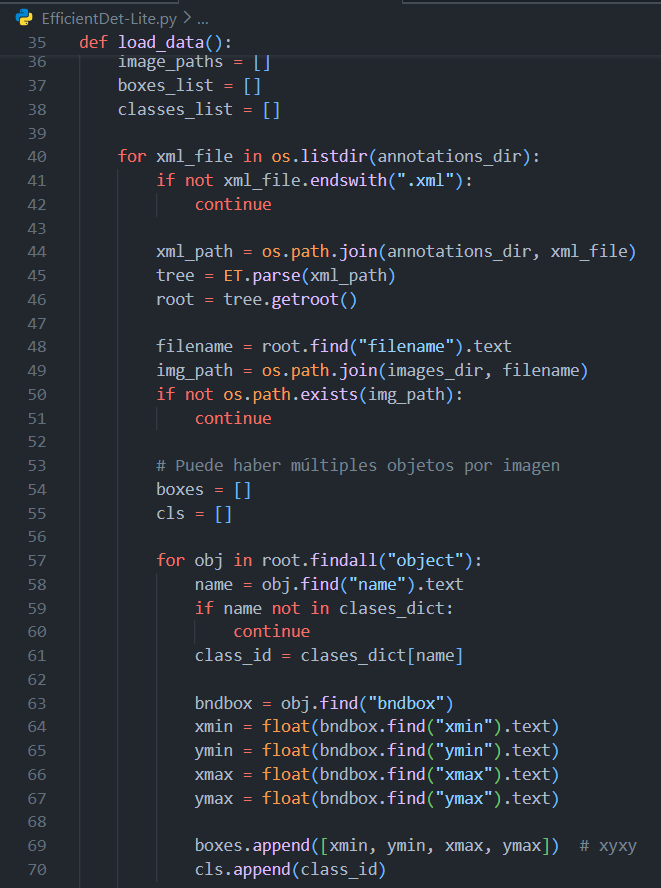 EfficientDet-Lite.py > ...
35 def load_data():
36     image_paths = []
37     boxes_list = []
38     classes_list = []
39
40     for xml_file in os.listdir(annotations_dir):
41         if not xml_file.endswith(".xml"):
42             continue
43
44         xml_path = os.path.join(annotations_dir, xml_file)
45         tree = ET.parse(xml_path)
46         root = tree.getroot()
47
48         filename = root.find("filename").text
49         img_path = os.path.join(images_dir, filename)
50         if not os.path.exists(img_path):
51             continue
52
53         # Puede haber múltiples objetos por imagen
54         boxes = []
55         cls = []
56
57         for obj in root.findall("object"):
58             name = obj.find("name").text
59             if name not in clases_dict:
60                 continue
61             class_id = clases_dict[name]
62
63             bndbox = obj.find("bndbox")
64             xmin = float(bndbox.find("xmin").text)
65             ymin = float(bndbox.find("ymin").text)
66             xmax = float(bndbox.find("xmax").text)
67             ymax = float(bndbox.find("ymax").text)
68
69             boxes.append([xmin, ymin, xmax, ymax])  # xyxy
70             cls.append(class_id)